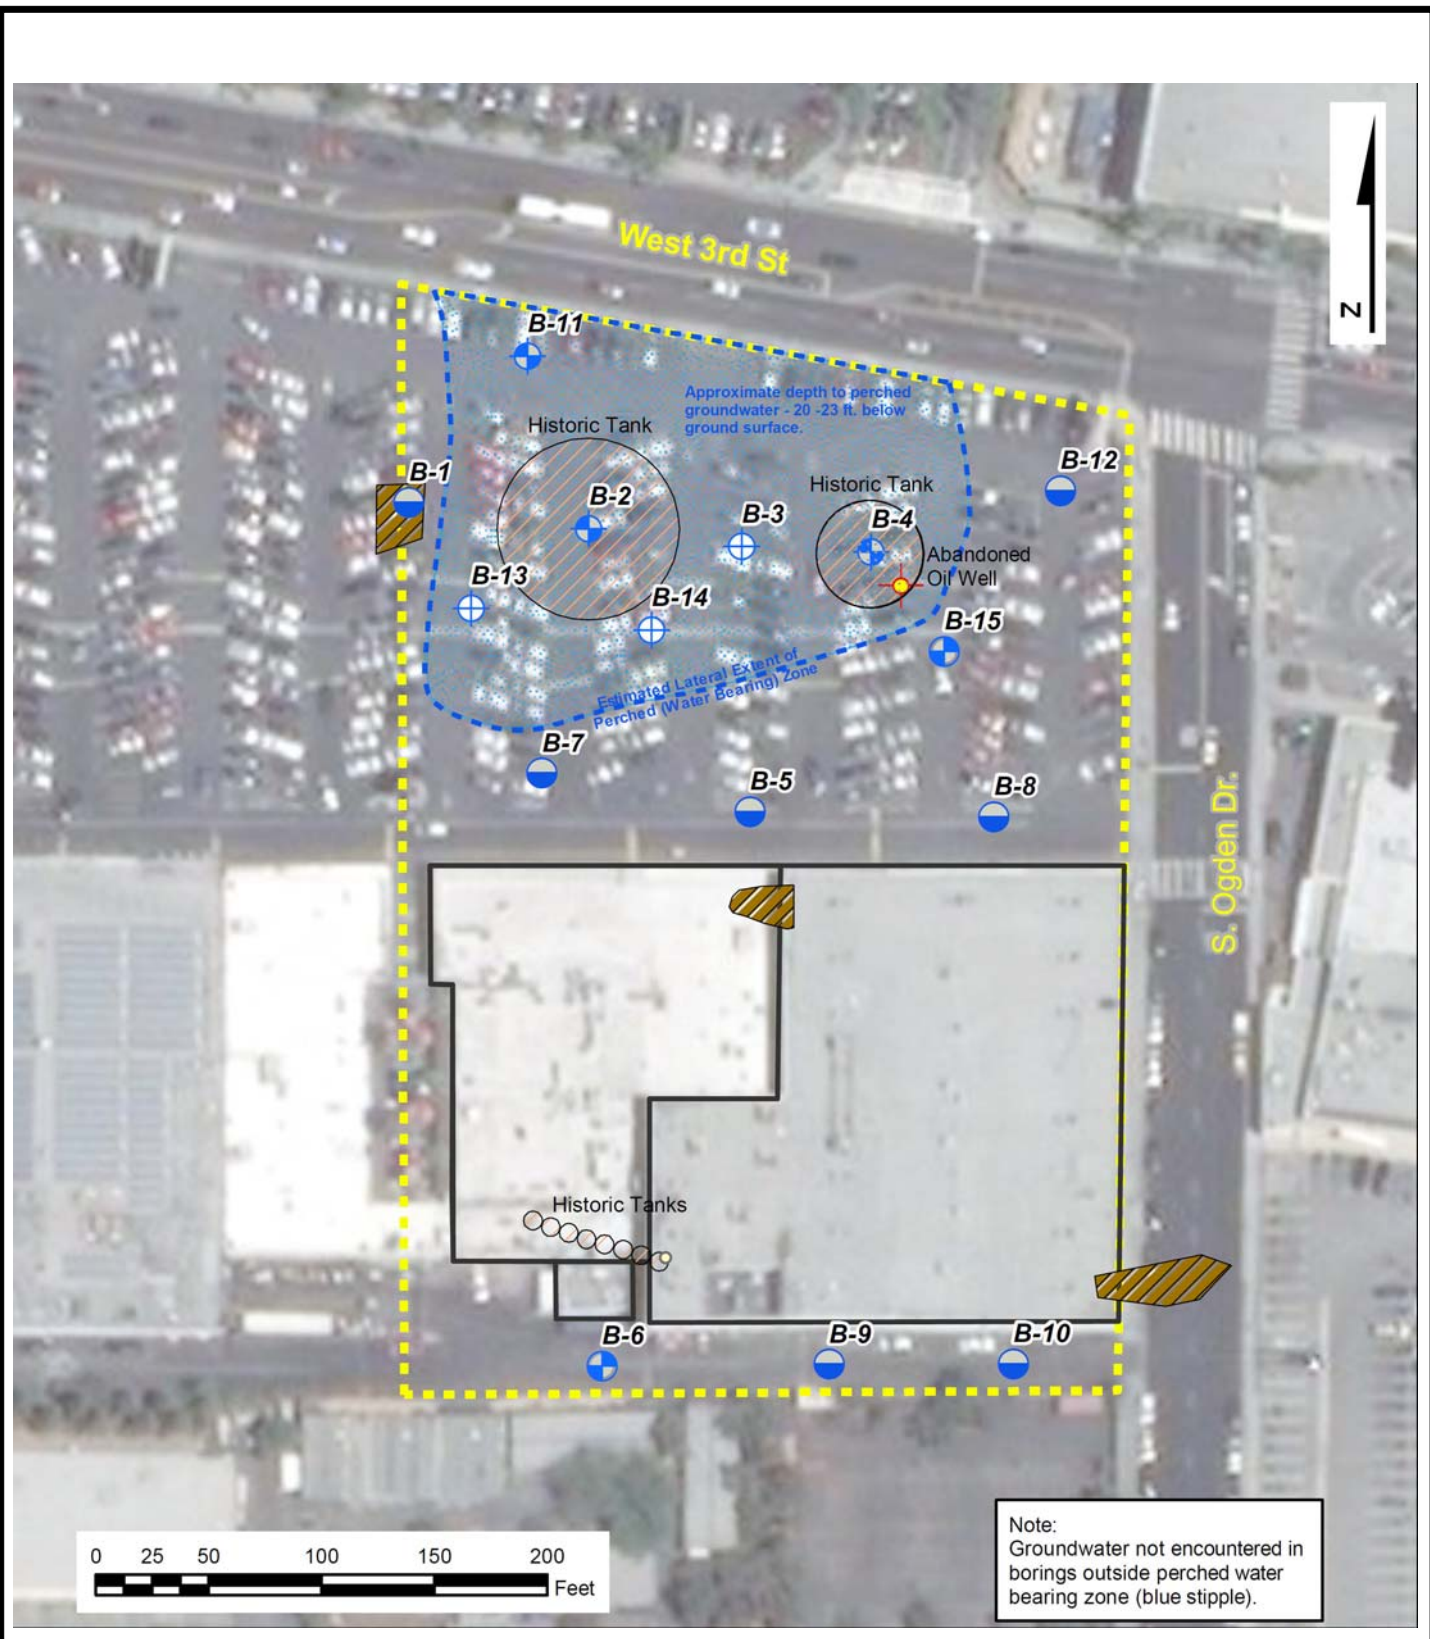 West 3rd St
N
B-11
Approximate depth to perched
groundwater - 20 -23 ft. below
ground surface.
Historic Tank
B-12
B-1
Historic Tank
B-2
B-3
B-4
Abandoned
Oil Well
B-13
B-14
B-15
Estimated Lateral Extent of
Perched (Water Bearing) Zone
B-7
B-5
B-8
S. Ogden Dr.
Historic Tanks
B-6
B-9
B-10
Note:
Groundwater not encountered in
borings outside perched water
bearing zone (blue stipple).
0 25 50 100 150 200
Feet